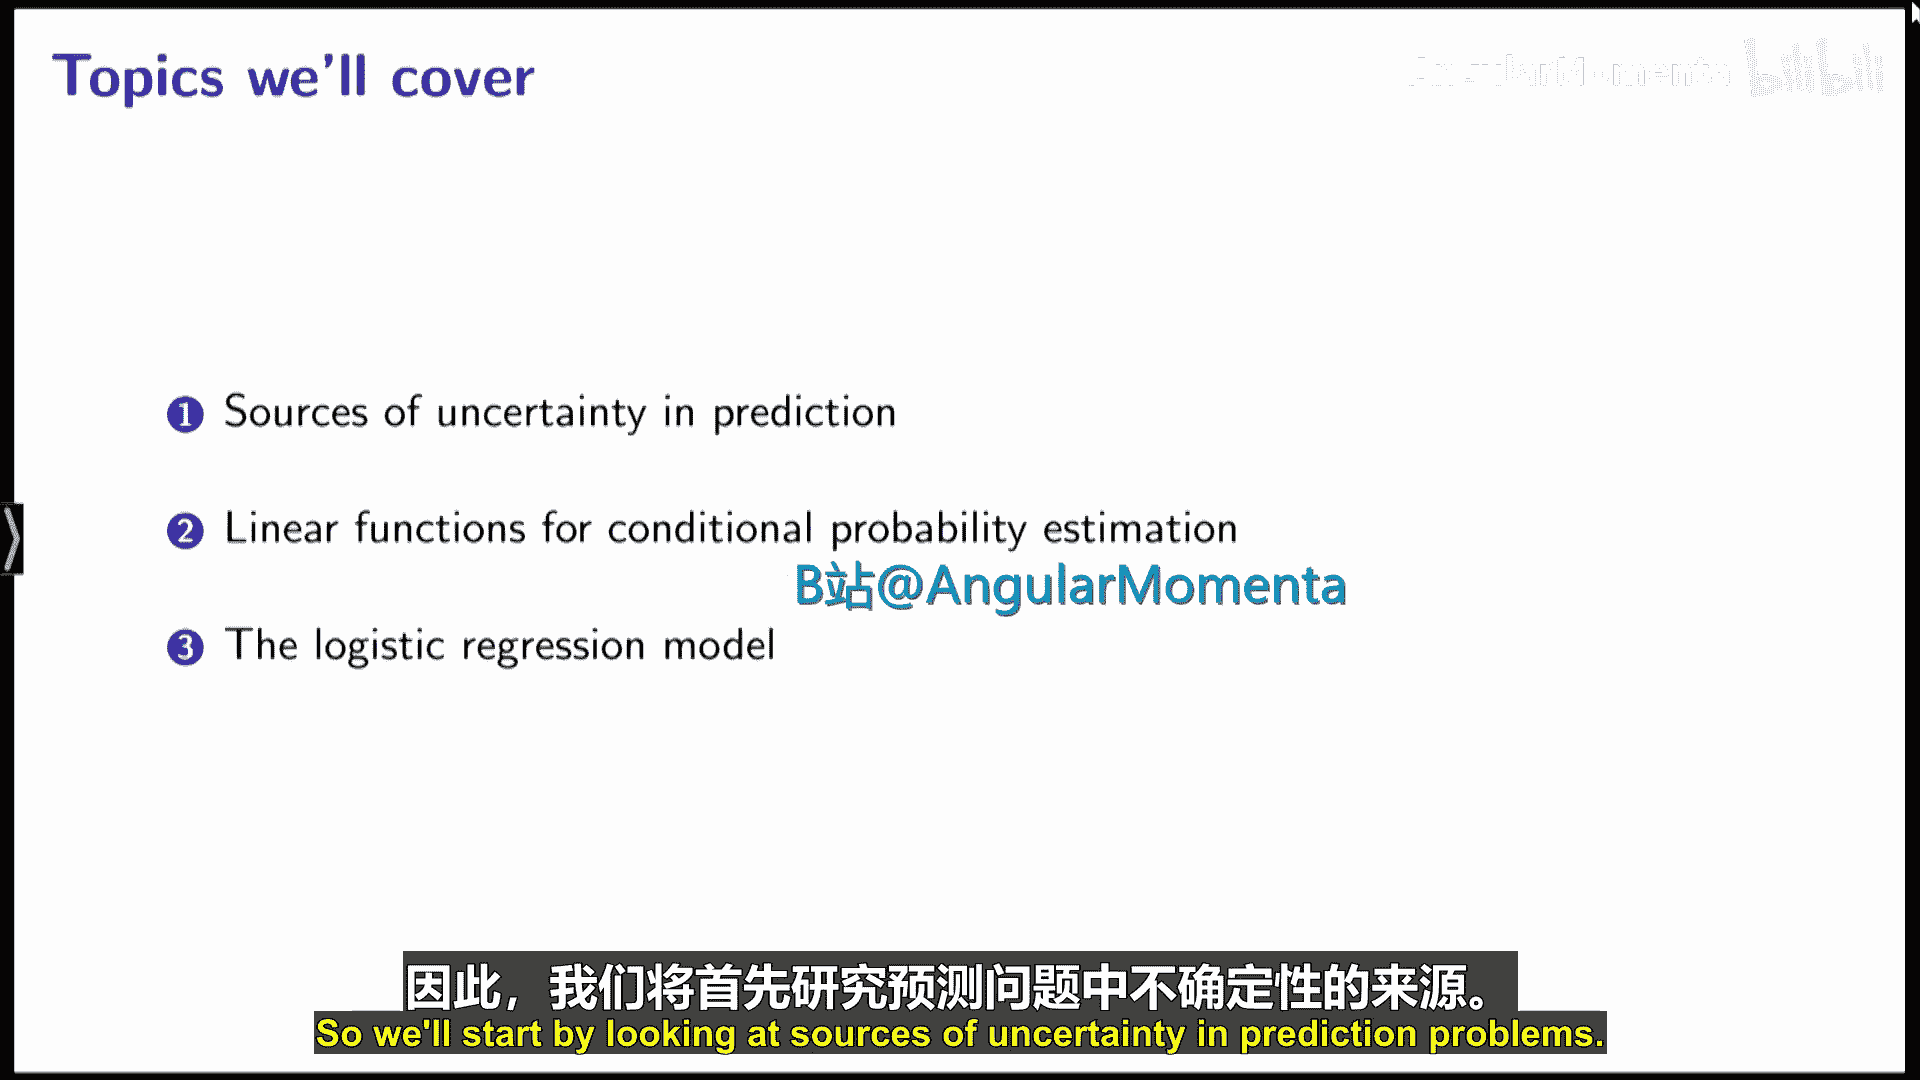 Topics we'll cover
bilibili
1 Sources of uncertainty in prediction
2 Linear functions for conditional probability estimation
B站@AngularMomenta
3 The logistic regression model
因此，我们将首先研究预测问题中不确定性的来源。
So we'll start by looking at sources of uncertainty in prediction problems.